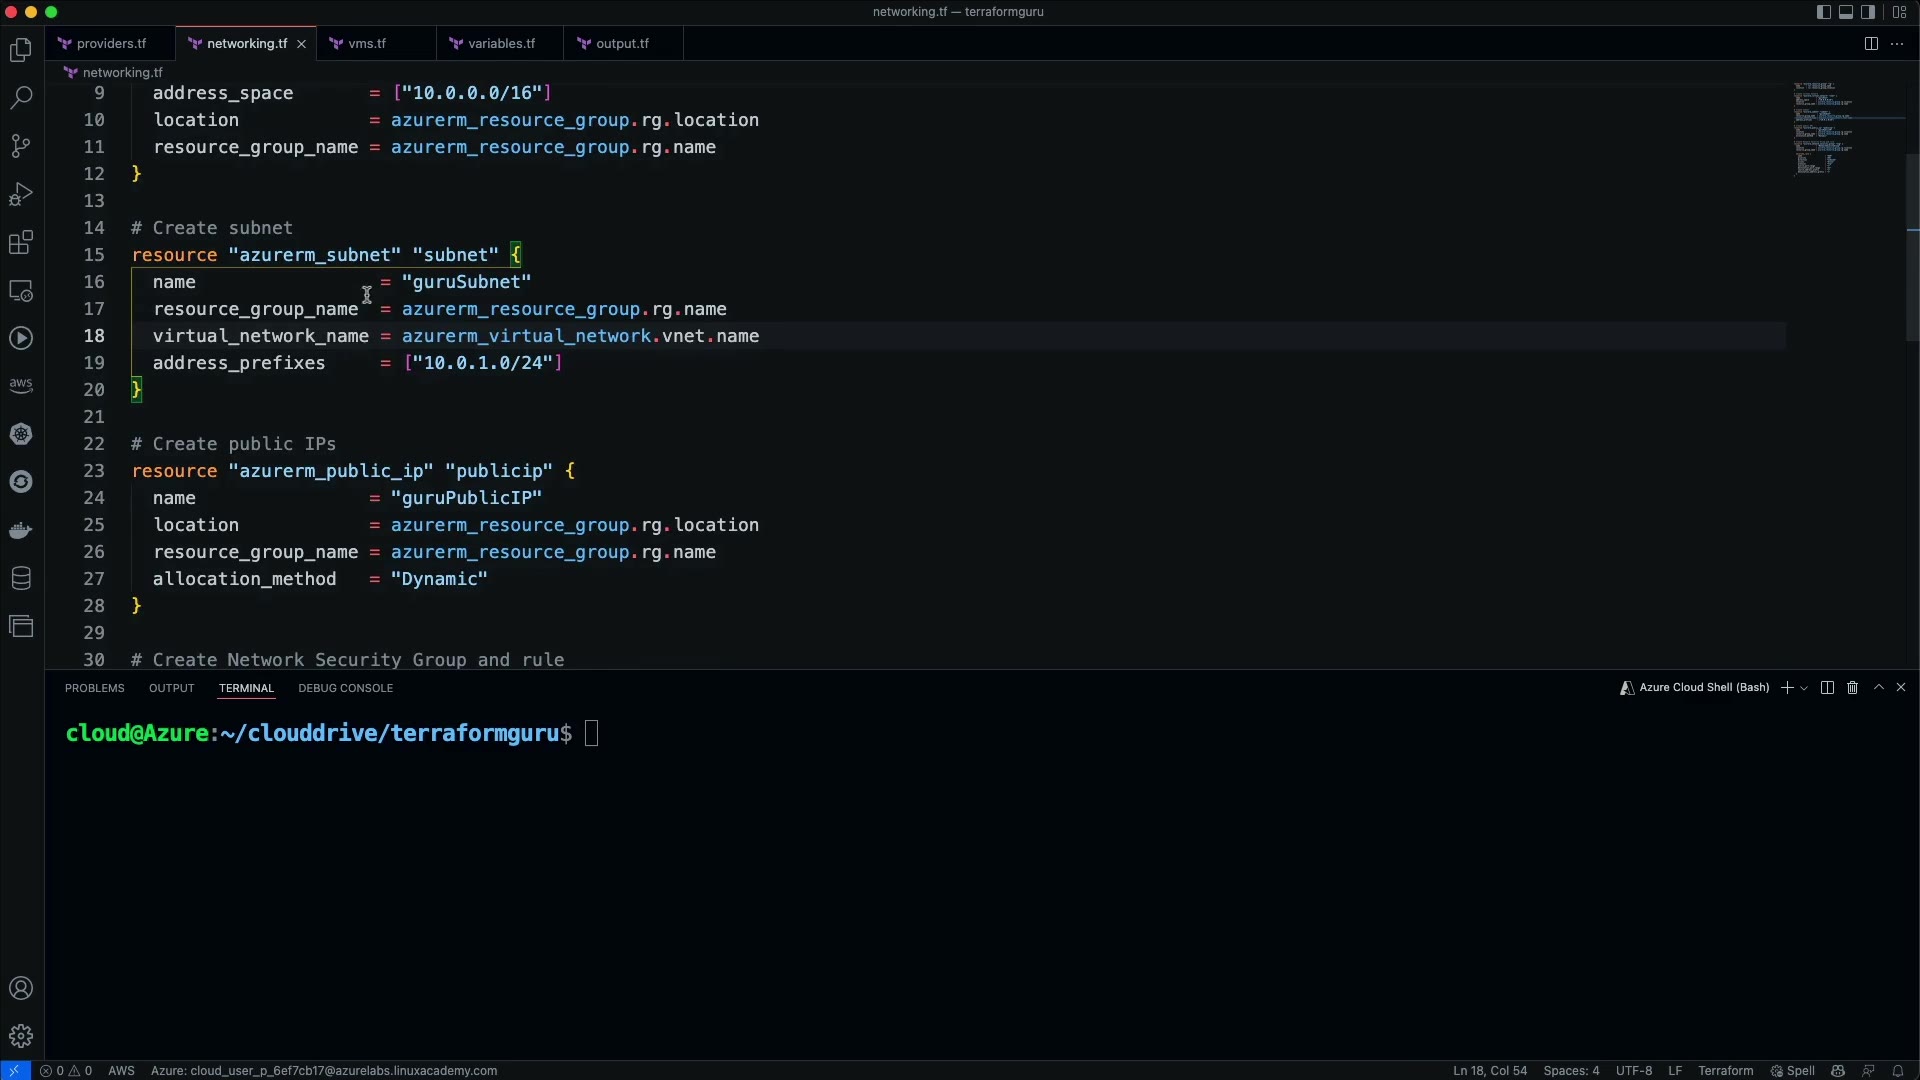 networking.tf — terraformguru
providers.tf
networking.tf
vms.tf
variables.tf
output.tf
networking.tf
9 address_space = ["10.0.0.0/16"]
10 location = azurerm_resource_group.rg.location
11 resource_group_name = azurerm_resource_group.rg.name
12 }
13
14 # Create subnet
15 resource "azurerm_subnet" "subnet" {
16 name = "guruSubnet"
17 resource_group_name = azurerm_resource_group.rg.name
18 virtual_network_name = azurerm_virtual_network.vnet.name
19 address_prefixes = ["10.0.1.0/24"]
20 }
21
22 # Create public IPs
23 resource "azurerm_public_ip" "publicip" {
24 name = "guruPublicIP"
25 location = azurerm_resource_group.rg.location
26 resource_group_name = azurerm_resource_group.rg.name
27 allocation_method = "Dynamic"
28 }
29
30 # Create Network Security Group and rule
aws
PROBLEMS OUTPUT TERMINAL DEBUG CONSOLE
Azure Cloud Shell (Bash)
cloud@Azure:~/clouddrive/terraformguru$
0 0 AWS Azure: cloud_user_p_6ef7cb17@azurelabs.linuxacademy.com
Ln 18, Col 54 Spaces: 4 UTF-8 LF Terraform Spell